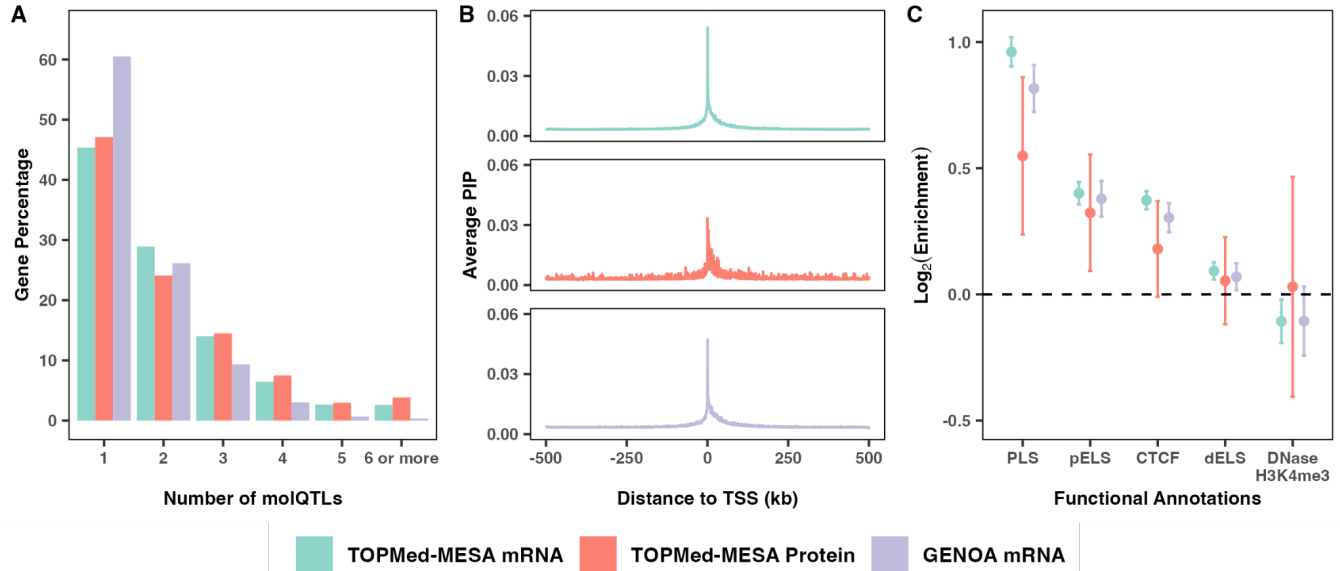 A
60
50
40
30
20
10
0
Gene Percentage
1 2 3 4 5 6 or more
Number of molQTLs
B
0.06
0.03
0.00
0.06
0.03
0.00
0.06
0.03
0.00
Average PIP
-500 -250 0 250 500
Distance to TSS (kb)
C
1.0
0.5
0.0
-0.5
Log₂(Enrichment)
PLS pELS CTCF dELS DNase
H3K4me3
Functional Annotations
TOPMed-MESA mRNA TOPMed-MESA Protein GENOA mRNA